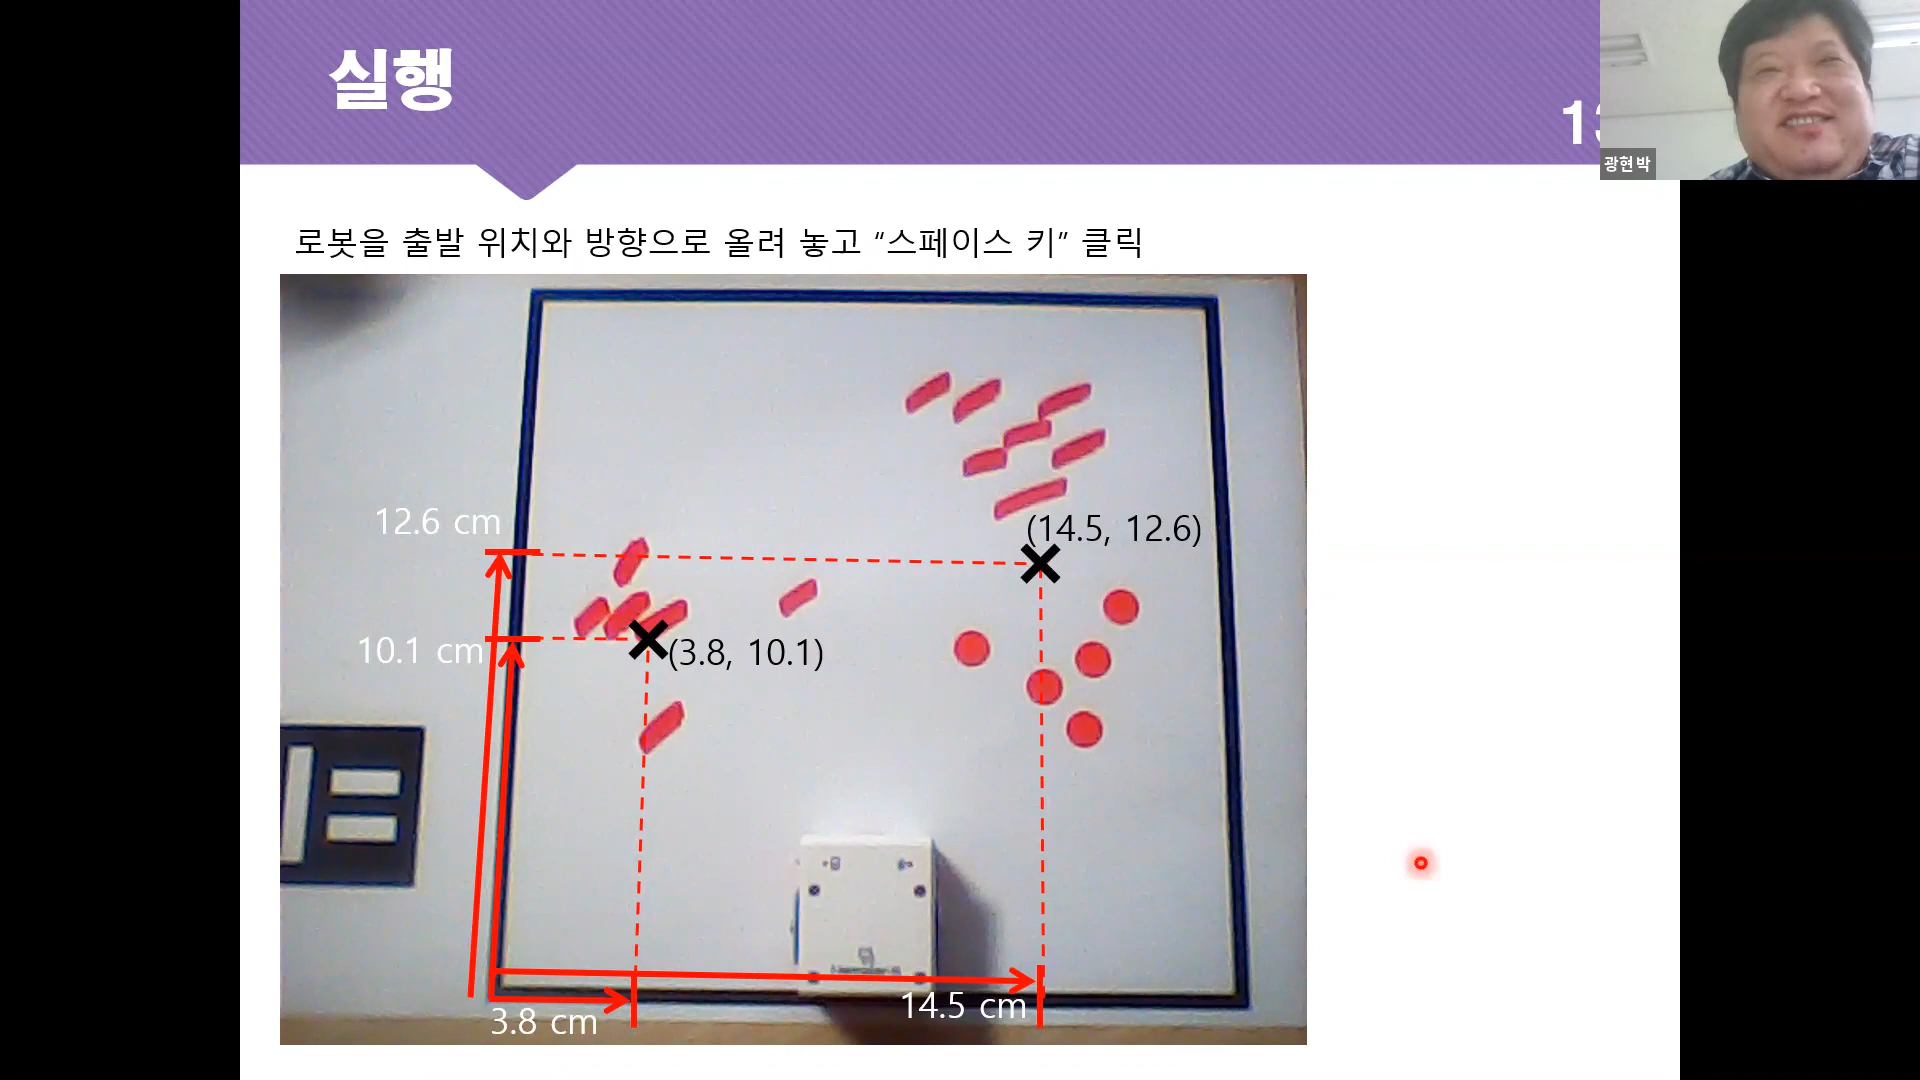 실행
광현박
로봇을 출발 위치와 방향으로 올려 놓고 “스페이스 키” 클릭
12.6 cm
(14.5, 12.6)
10.1 cm
(3.8, 10.1)
14.5 cm
3.8 cm